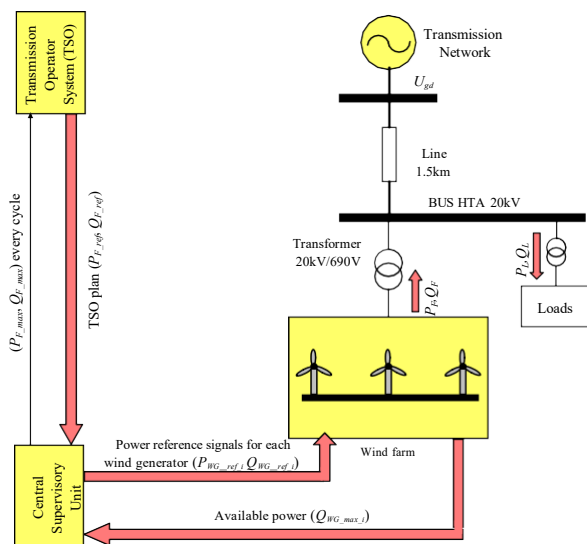 Transmission
Operator
System (TSO)
Transmission
Network
U_gd
Line
1.5km
BUS HTA 20kV
Transformer
20kV/690V
P_F, Q_F
P_L, Q_L
Loads
(P_F_max, Q_F_max) every cycle
TSO plan (P_F_ref, Q_F_ref)
Wind farm
Power reference signals for each
wind generator (P_WG_ref_i Q_WG_ref_i)
Central
Supervisory
Unit
Available power (Q_WG_max_i)